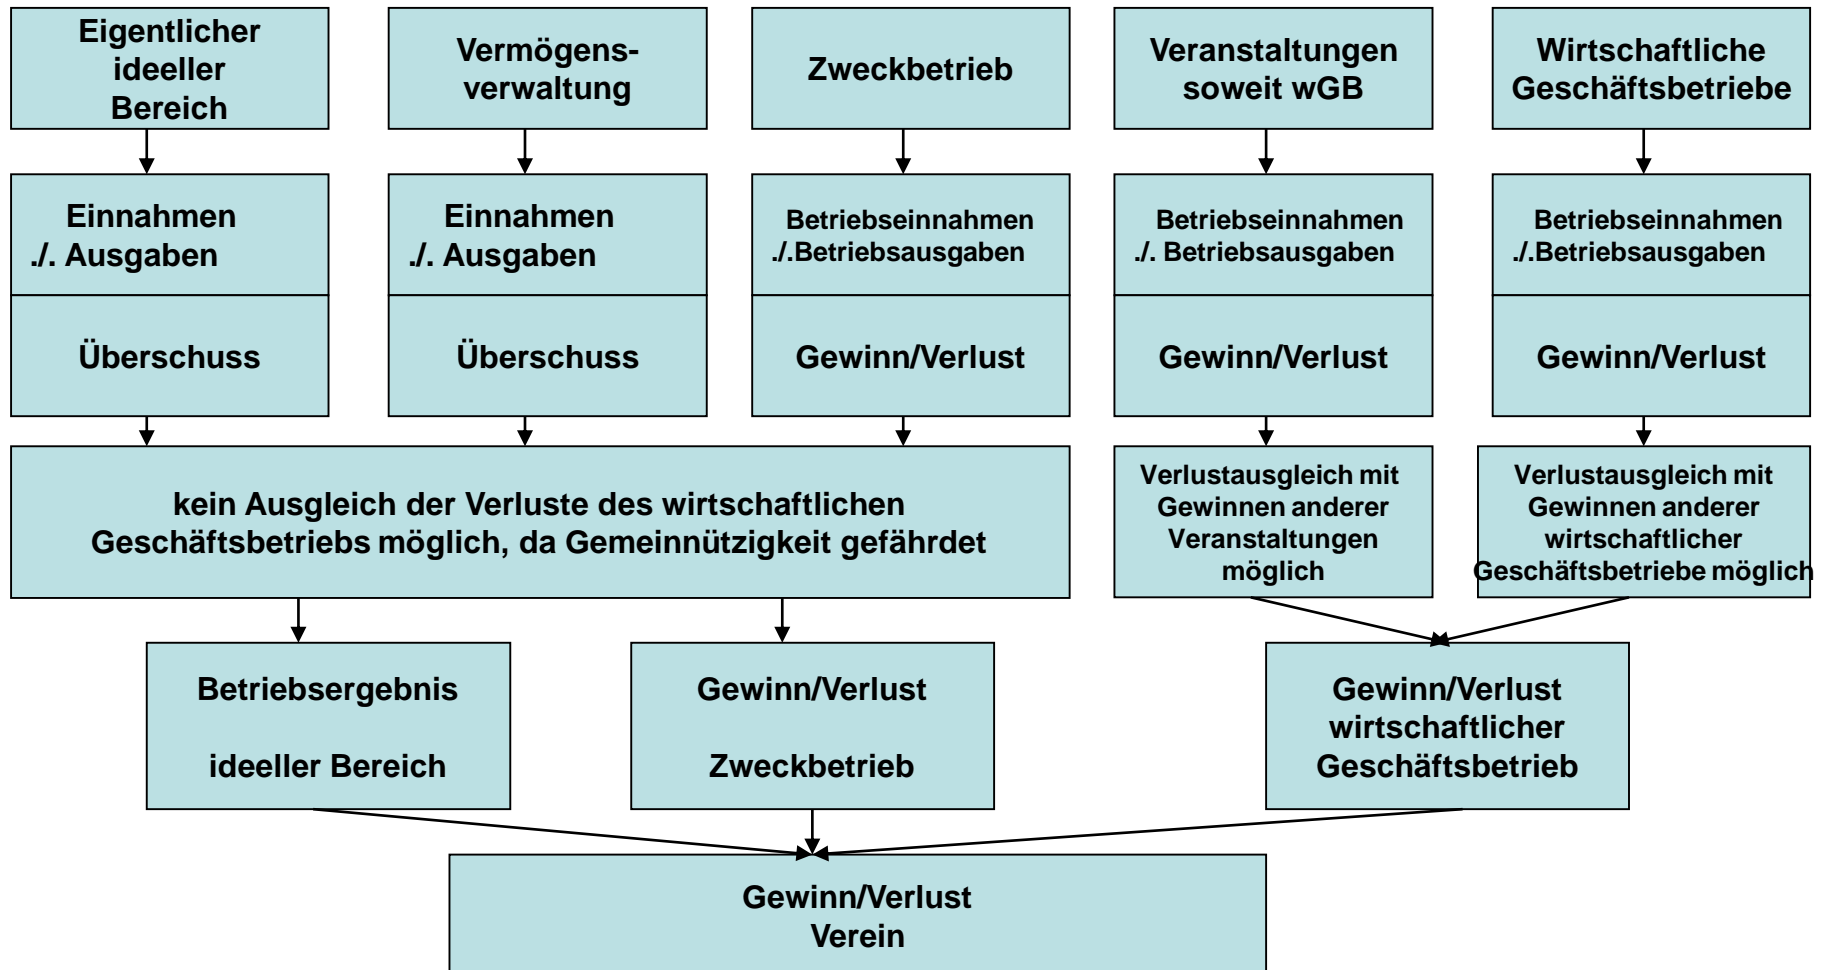 Eigentlicher
ideeller
Bereich
Vermögens-
verwaltung
Zweckbetrieb
Veranstaltungen
soweit wGB
Wirtschaftliche
Geschäftsbetriebe
Einnahmen
./. Ausgaben
Einnahmen
./. Ausgaben
Betriebseinnahmen
./.Betriebsausgaben
Betriebseinnahmen
./. Betriebsausgaben
Betriebseinnahmen
./.Betriebsausgaben
Überschuss
Überschuss
Gewinn/Verlust
Gewinn/Verlust
Gewinn/Verlust
kein Ausgleich der Verluste des wirtschaftlichen
Geschäftsbetriebs möglich, da Gemeinnützigkeit gefährdet
Verlustausgleich mit
Gewinnen anderer
Veranstaltungen
möglich
Verlustausgleich mit
Gewinnen anderer
wirtschaftlicher
Geschäftsbetriebe möglich
Betriebsergebnis
ideeller Bereich
Gewinn/Verlust
Zweckbetrieb
Gewinn/Verlust
wirtschaftlicher
Geschäftsbetrieb
Gewinn/Verlust
Verein